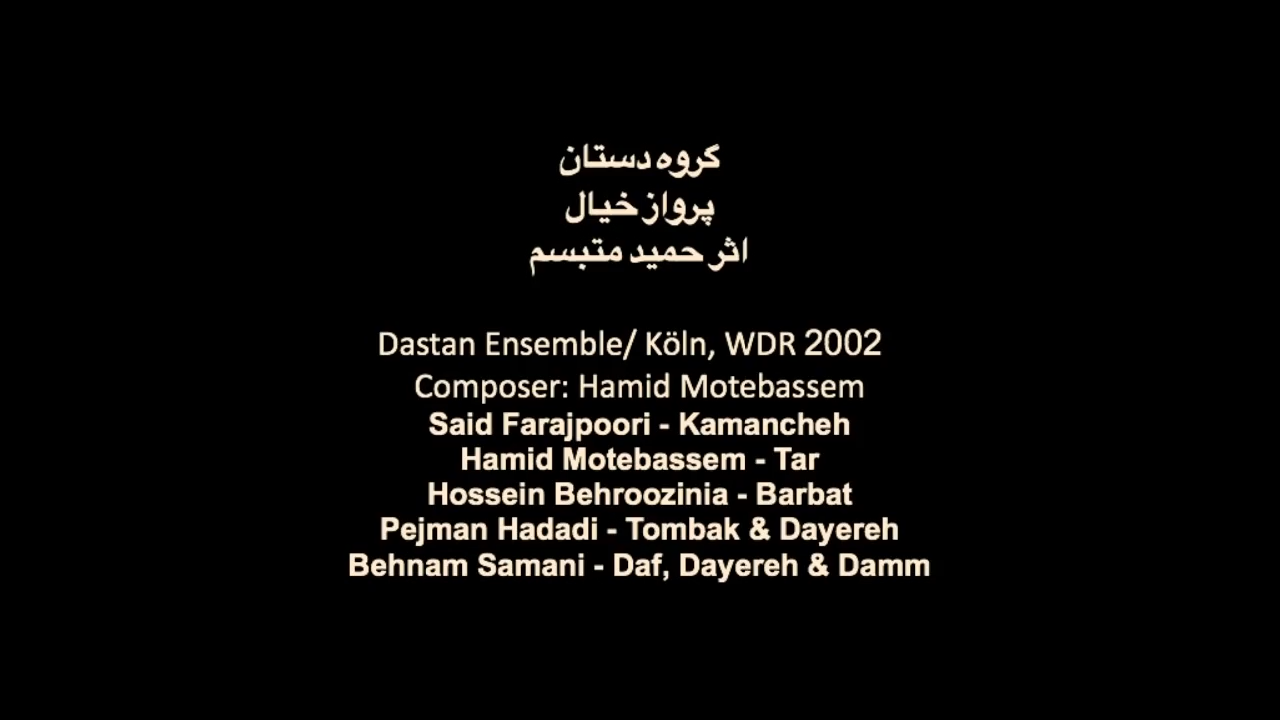 گروه دستان
پرواز خیال
اثر حمید متبسم
Dastan Ensemble/ Köln, WDR 2002
Composer: Hamid Motebassem
Said Farajpoori - Kamancheh
Hamid Motebassem - Tar
Hossein Behroozinia - Barbat
Pejman Hadadi - Tombak & Dayereh
Behnam Samani - Daf, Dayereh & Damm